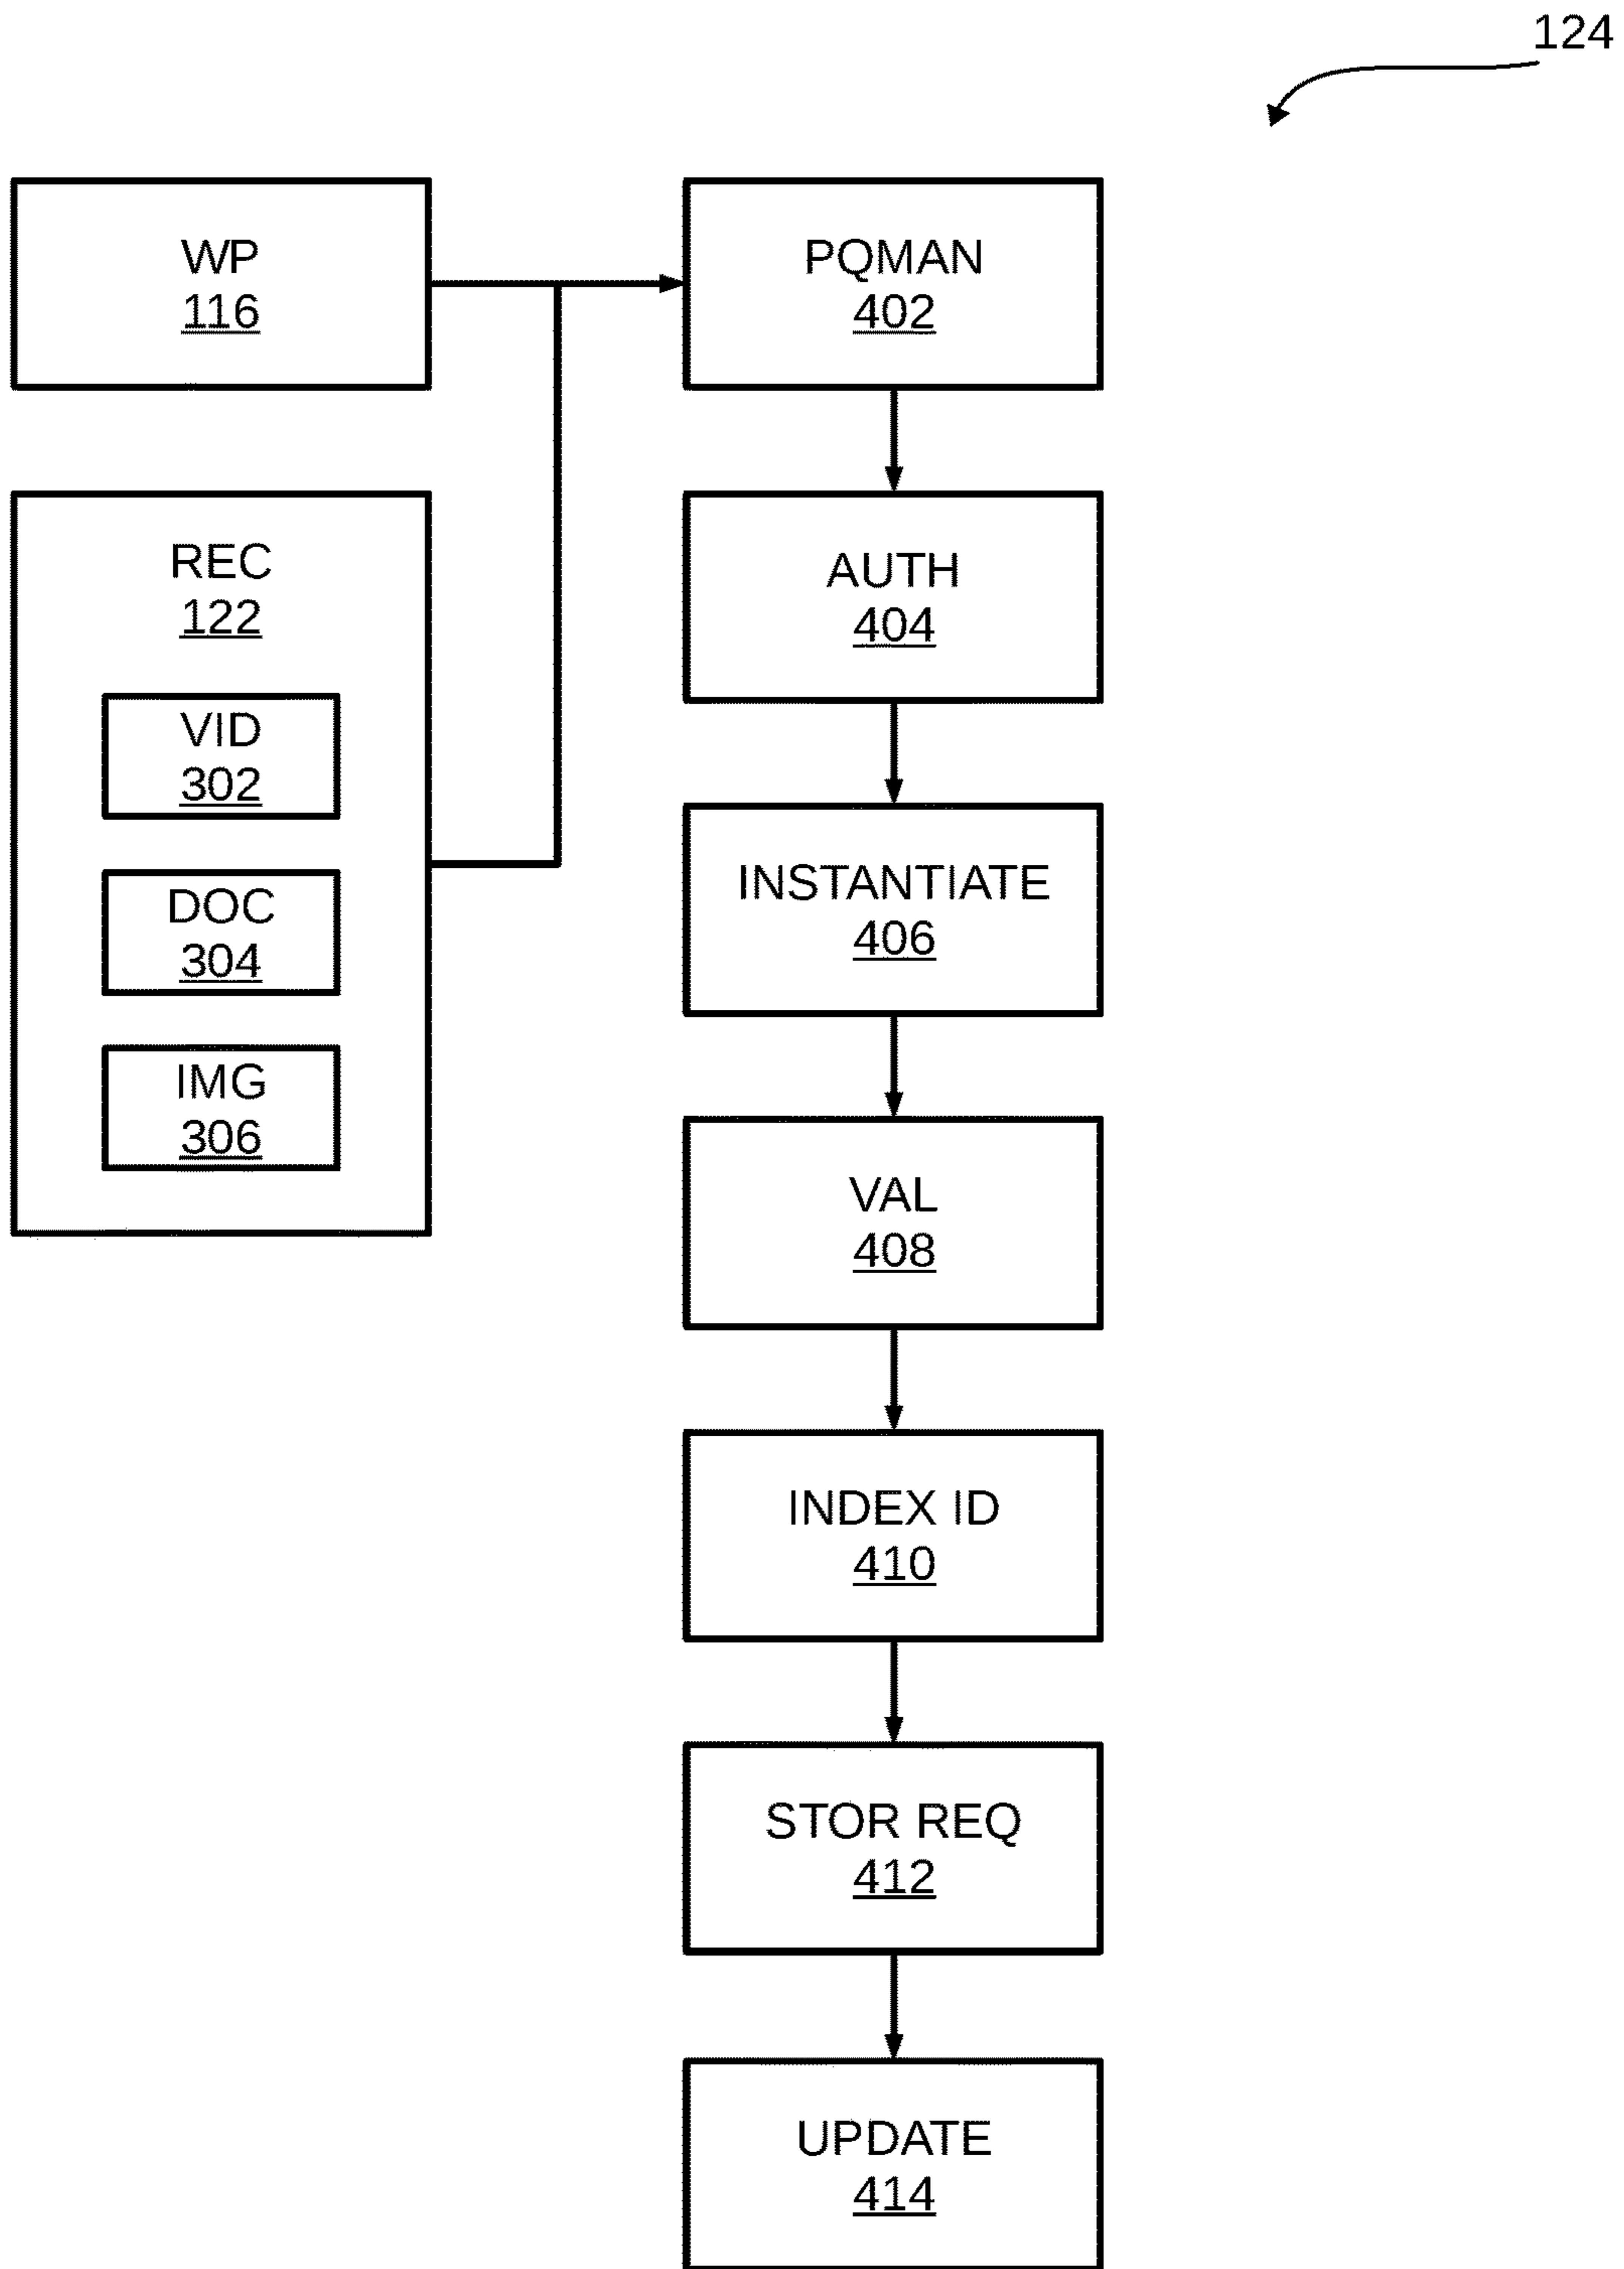 124
WP
116
PQMAN
402
REC
122
VID
302
DOC
304
IMG
306
AUTH
404
INSTANTIATE
406
VAL
408
INDEX ID
410
STOR REQ
412
UPDATE
414